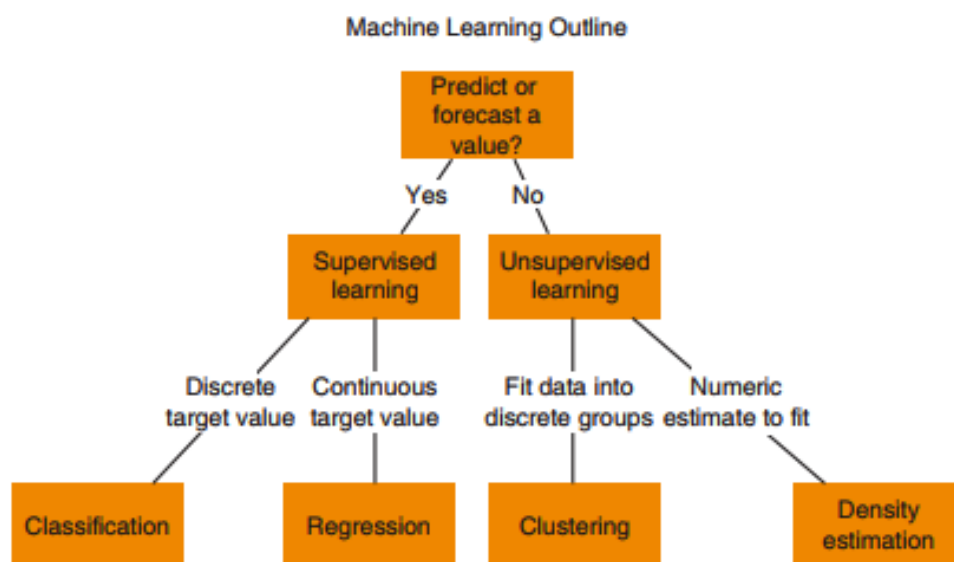 Machine Learning Outline
Predict or
forecast a
value?
Yes
No
Supervised
learning
Unsupervised
learning
Discrete
target value
Continuous
target value
Fit data into
discrete groups
Numeric
estimate to fit
Classification
Regression
Clustering
Density
estimation